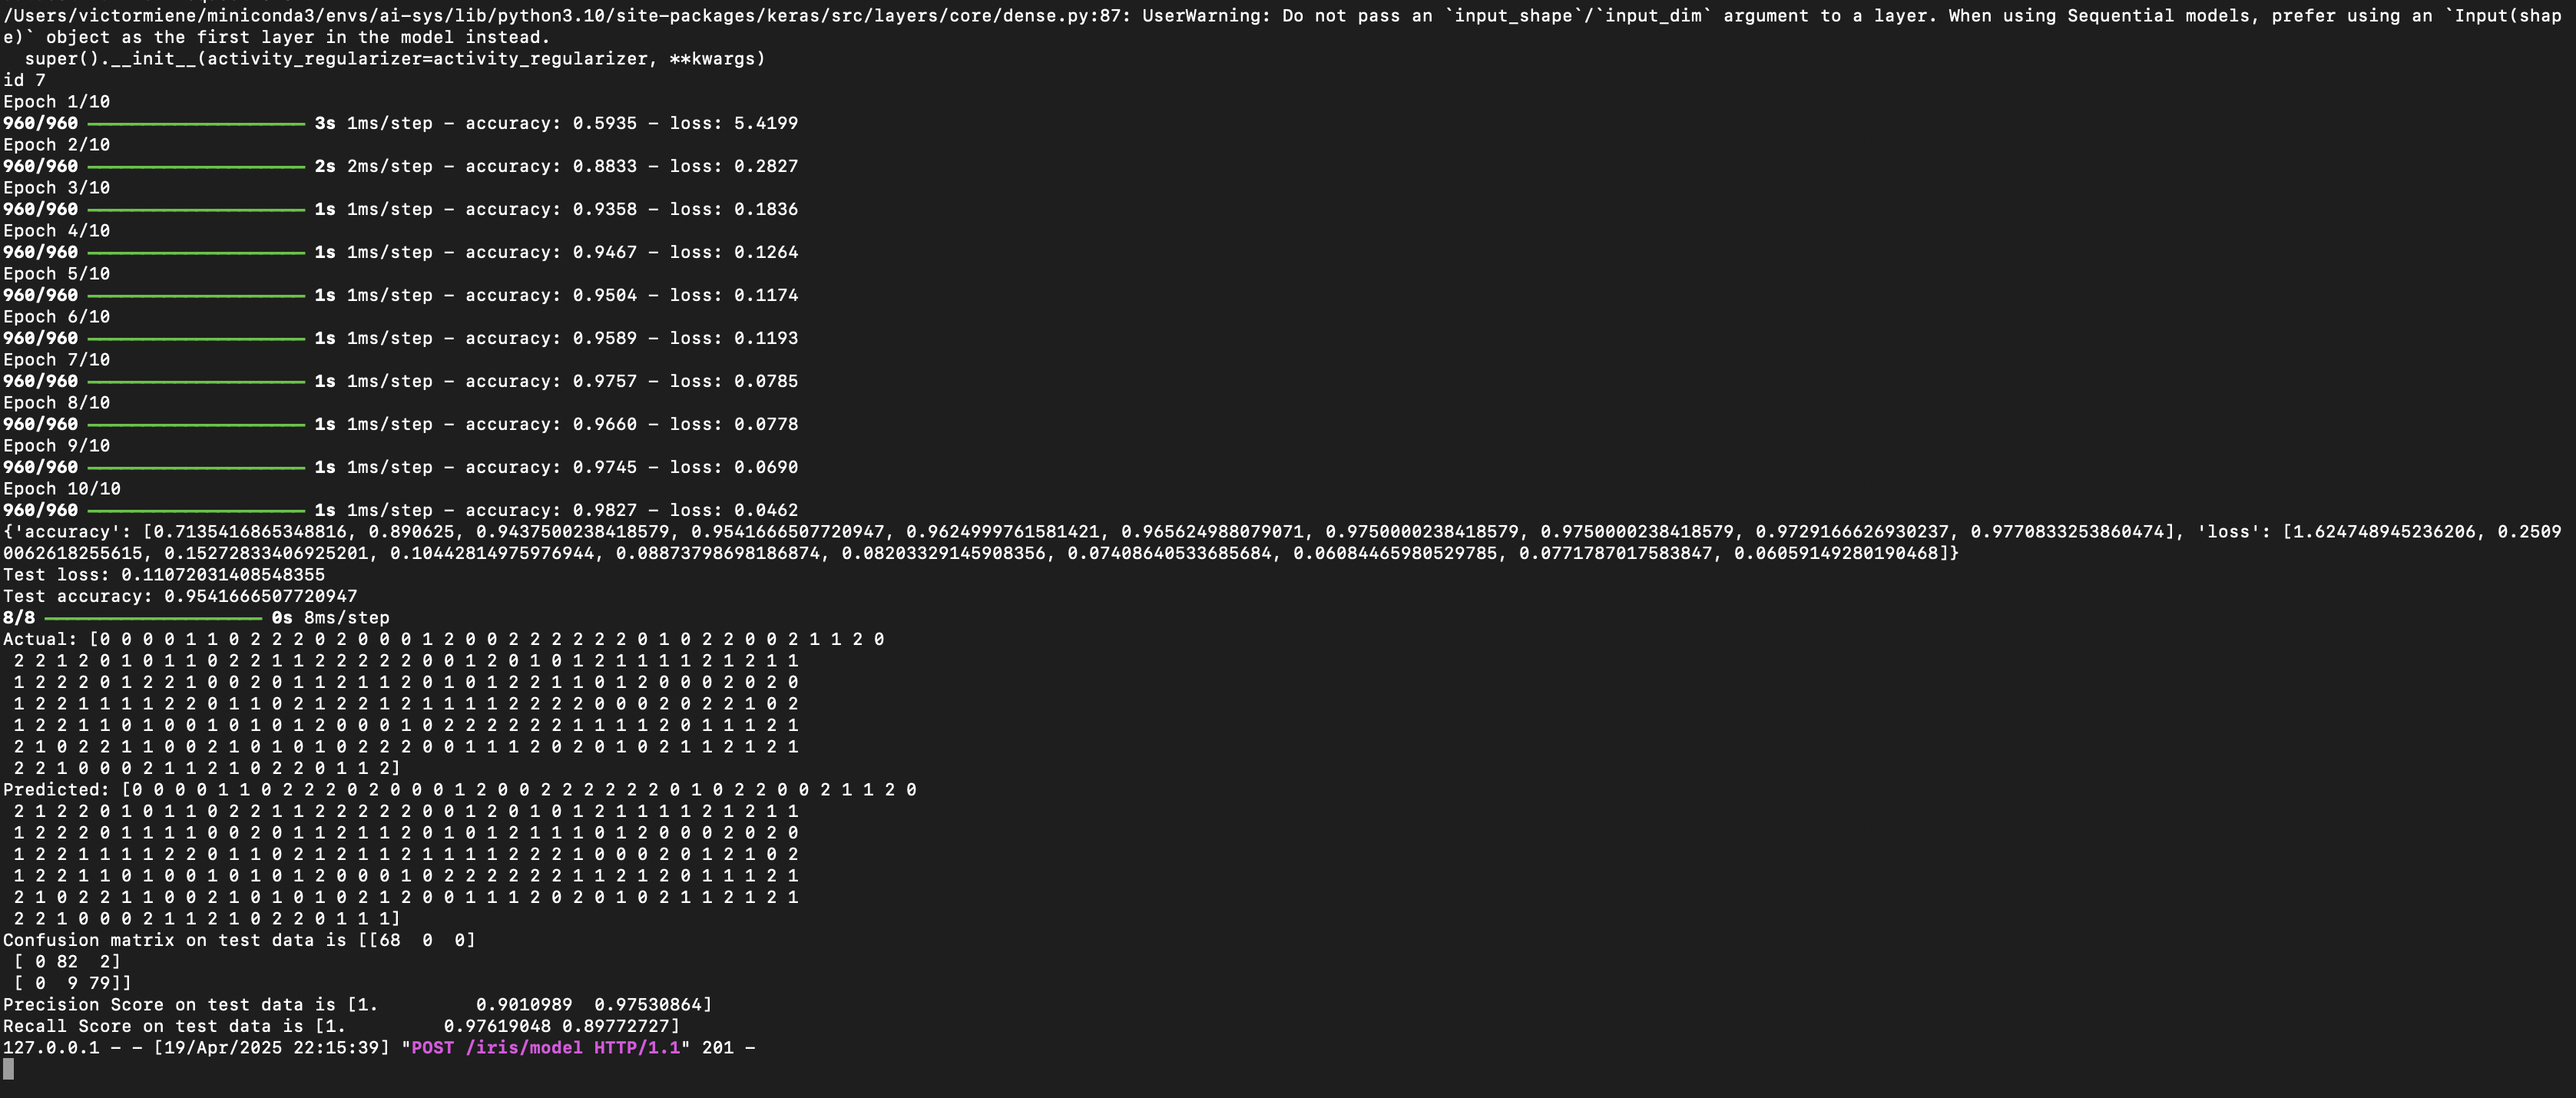 /Users/victormiene/miniconda3/envs/ai-sys/lib/python3.10/site-packages/keras/src/layers/core/dense.py:87: UserWarning: Do not pass an `input_shape`/`input_dim` argument to a layer. When using Sequential models, prefer using an `Input(shap
e)` object as the first layer in the model instead.
  super().__init__(activity_regularizer=activity_regularizer, **kwargs)
id 7
Epoch 1/10
960/960 ━━━━━━━━━━━━━━━━━━━━ 3s 1ms/step - accuracy: 0.5935 - loss: 5.4199
Epoch 2/10
960/960 ━━━━━━━━━━━━━━━━━━━━ 2s 2ms/step - accuracy: 0.8833 - loss: 0.2827
Epoch 3/10
960/960 ━━━━━━━━━━━━━━━━━━━━ 1s 1ms/step - accuracy: 0.9358 - loss: 0.1836
Epoch 4/10
960/960 ━━━━━━━━━━━━━━━━━━━━ 1s 1ms/step - accuracy: 0.9467 - loss: 0.1264
Epoch 5/10
960/960 ━━━━━━━━━━━━━━━━━━━━ 1s 1ms/step - accuracy: 0.9504 - loss: 0.1174
Epoch 6/10
960/960 ━━━━━━━━━━━━━━━━━━━━ 1s 1ms/step - accuracy: 0.9589 - loss: 0.1193
Epoch 7/10
960/960 ━━━━━━━━━━━━━━━━━━━━ 1s 1ms/step - accuracy: 0.9757 - loss: 0.0785
Epoch 8/10
960/960 ━━━━━━━━━━━━━━━━━━━━ 1s 1ms/step - accuracy: 0.9660 - loss: 0.0778
Epoch 9/10
960/960 ━━━━━━━━━━━━━━━━━━━━ 1s 1ms/step - accuracy: 0.9745 - loss: 0.0690
Epoch 10/10
960/960 ━━━━━━━━━━━━━━━━━━━━ 1s 1ms/step - accuracy: 0.9827 - loss: 0.0462
{'accuracy': [0.7135416865348816, 0.890625, 0.9437500238418579, 0.9541666507720947, 0.9624999761581421, 0.965624988079071, 0.9750000238418579, 0.9750000238418579, 0.9729166626930237, 0.9770833253860474], 'loss': [1.624748945236206, 0.2509
0062618255615, 0.15272833406925201, 0.10442814975976944, 0.08873798698186874, 0.08203329145908356, 0.07408640533685684, 0.06084465980529785, 0.0771787017583847, 0.06059149280190468]}
Test loss: 0.11072031408548355
Test accuracy: 0.9541666507720947
8/8 ━━━━━━━━━━━━━━━━━━━━ 0s 8ms/step
Actual: [0 0 0 0 1 1 0 2 2 2 0 2 0 0 0 1 2 0 0 2 2 2 2 2 2 0 1 0 2 2 0 0 2 1 1 2 0
 2 2 1 2 0 1 0 1 1 0 2 2 1 1 2 2 2 2 2 0 0 1 2 0 1 0 1 2 1 1 1 1 2 1 2 1 1
 1 2 2 2 0 1 2 2 1 0 0 2 0 1 1 2 1 1 2 0 1 0 1 2 2 1 1 0 1 2 0 0 0 2 0 2 0
 1 2 2 1 1 1 1 2 2 0 1 1 0 2 1 2 2 1 2 1 1 1 1 2 2 2 2 0 0 0 2 0 2 2 1 0 2
 1 2 2 1 1 0 1 0 0 1 0 1 0 1 2 0 0 0 1 0 2 2 2 2 2 2 1 1 1 1 2 0 1 1 1 2 1
 2 1 0 2 2 1 1 0 0 2 1 0 1 0 1 0 2 2 2 0 0 1 1 1 2 0 2 0 1 0 2 1 1 2 1 2 1
 2 2 1 0 0 0 2 1 1 2 1 0 2 2 0 1 1 2]
Predicted: [0 0 0 0 1 1 0 2 2 2 0 2 0 0 0 1 2 0 0 2 2 2 2 2 2 0 1 0 2 2 0 0 2 1 1 2 0
 2 1 2 2 0 1 0 1 1 0 2 2 1 1 2 2 2 2 2 0 0 1 2 0 1 0 1 2 1 1 1 1 2 1 2 1 1
 1 2 2 2 0 1 1 1 1 0 0 2 0 1 1 2 1 1 2 0 1 0 1 2 1 1 1 0 1 2 0 0 0 2 0 2 0
 1 2 2 1 1 1 1 2 2 0 1 1 0 2 1 2 1 1 2 1 1 1 1 2 2 2 1 0 0 0 2 0 1 2 1 0 2
 1 2 2 1 1 0 1 0 0 1 0 1 0 1 2 0 0 0 1 0 2 2 2 2 2 2 1 1 2 1 2 0 1 1 1 2 1
 2 1 0 2 2 1 1 0 0 2 1 0 1 0 1 0 2 1 2 0 0 1 1 1 2 0 2 0 1 0 2 1 1 2 1 2 1
 2 2 1 0 0 0 2 1 1 2 1 0 2 2 0 1 1 1]
Confusion matrix on test data is [[68  0  0]
 [ 0 82  2]
 [ 0  9 79]]
Precision Score on test data is [1.         0.9010989  0.97530864]
Recall Score on test data is [1.         0.97619048 0.89772727]
127.0.0.1 - - [19/Apr/2025 22:15:39] "POST /iris/model HTTP/1.1" 201 -